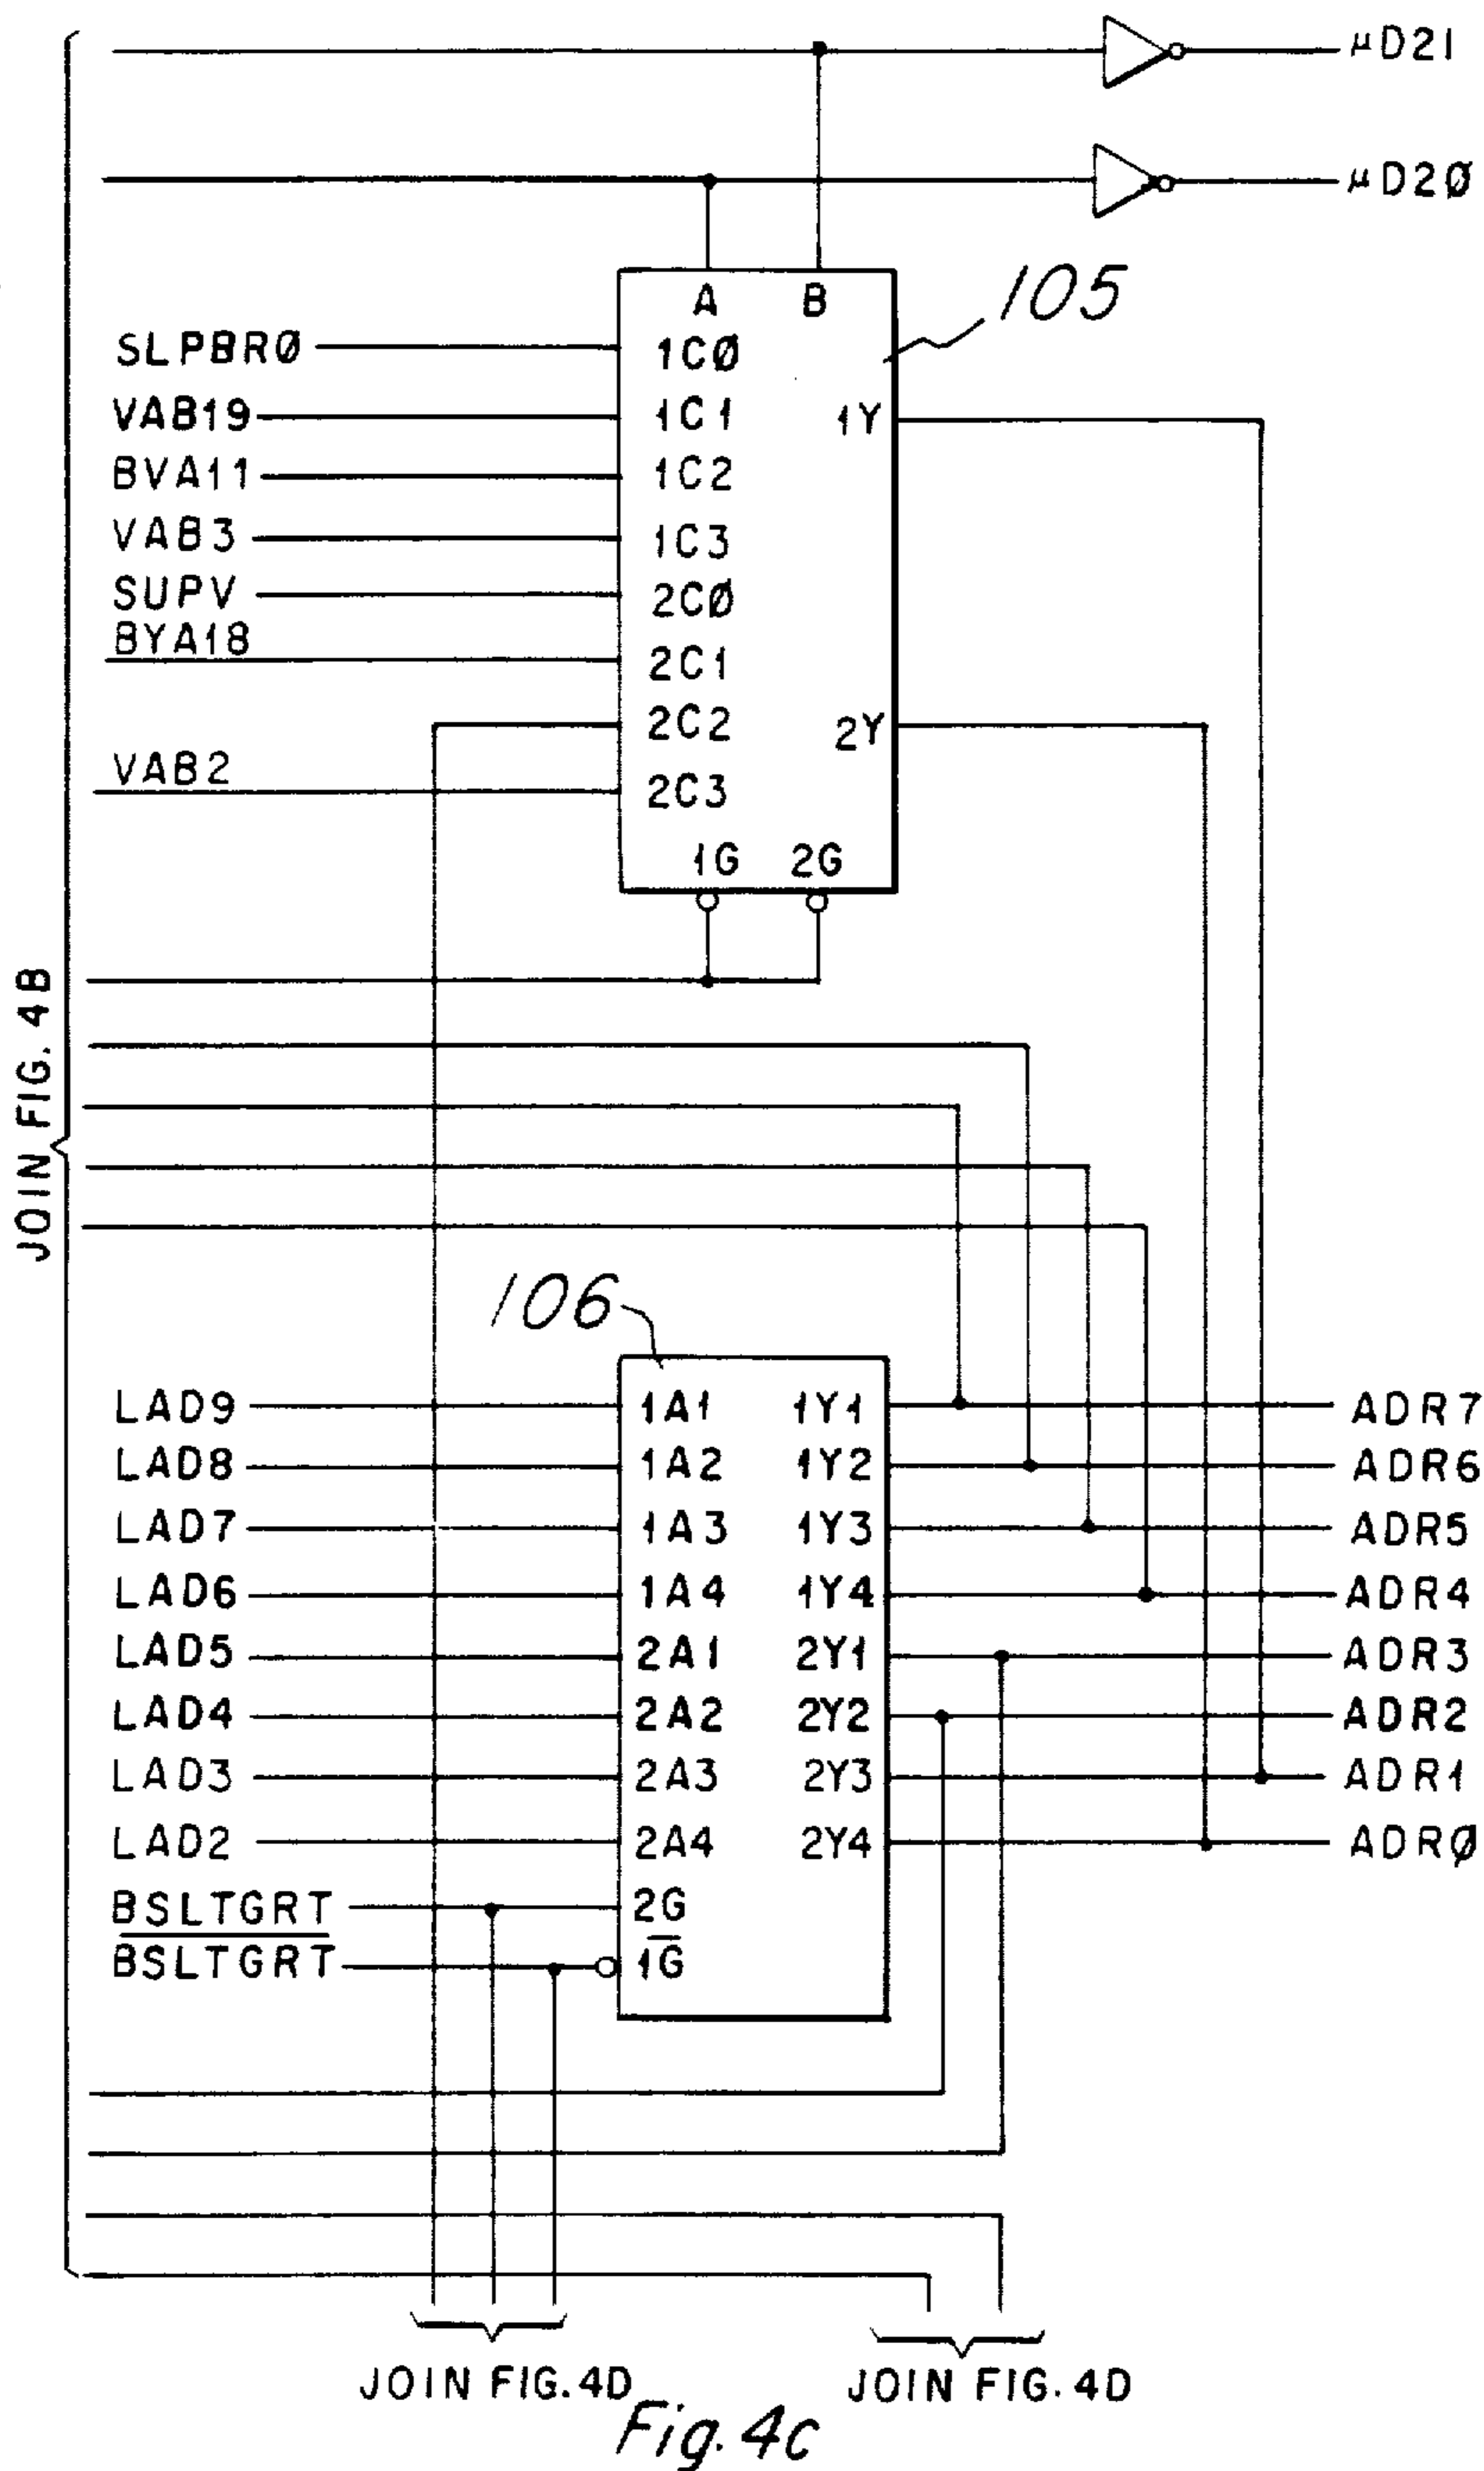 μD21
μD2Ø
105
A B
SLPBRØ 1CØ
VAB19 1C1 1Y
BVA11 1C2
VAB3 1C3
SUPV 2CØ
BYA18 2C1
2C2 2Y
VAB2 2C3
1G 2G
JOIN FIG. 4B
106
LAD9 1A1 1Y1 ADR7
LAD8 1A2 1Y2 ADR6
LAD7 1A3 1Y3 ADR5
LAD6 1A4 1Y4 ADR4
LAD5 2A1 2Y1 ADR3
LAD4 2A2 2Y2 ADR2
LAD3 2A3 2Y3 ADR1
LAD2 2A4 2Y4 ADRØ
BSLTGRT 2G
B̅S̅L̅T̅G̅R̅T̅ 1G̅
JOIN FIG. 4D JOIN FIG. 4D
Fig. 4c